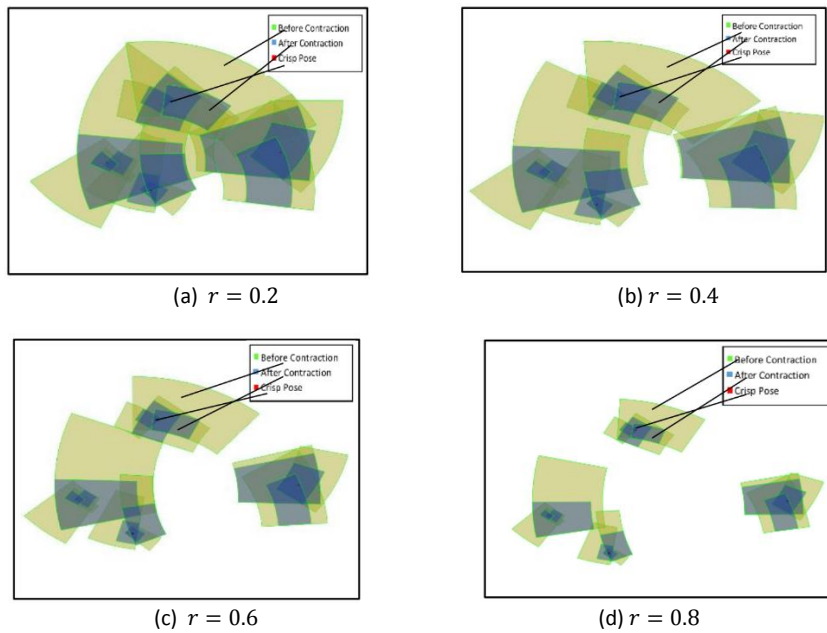 Before Contraction
After Contraction
Crisp Pose
(a) r = 0.2
Before Contraction
After Contraction
Crisp Pose
(b) r = 0.4
Before Contraction
After Contraction
Crisp Pose
(c) r = 0.6
Before Contraction
After Contraction
Crisp Pose
(d) r = 0.8